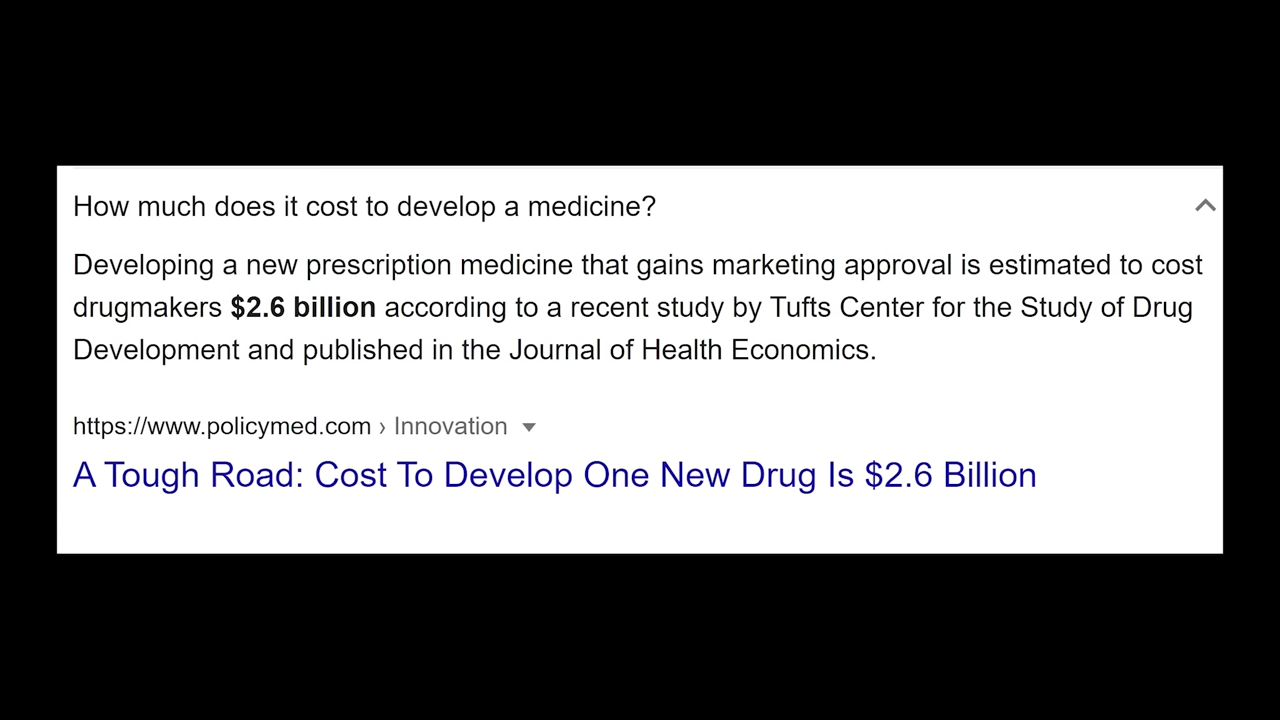 How much does it cost to develop a medicine?
Developing a new prescription medicine that gains marketing approval is estimated to cost
drugmakers $2.6 billion according to a recent study by Tufts Center for the Study of Drug
Development and published in the Journal of Health Economics.
https://www.policymed.com › Innovation
A Tough Road: Cost To Develop One New Drug Is $2.6 Billion